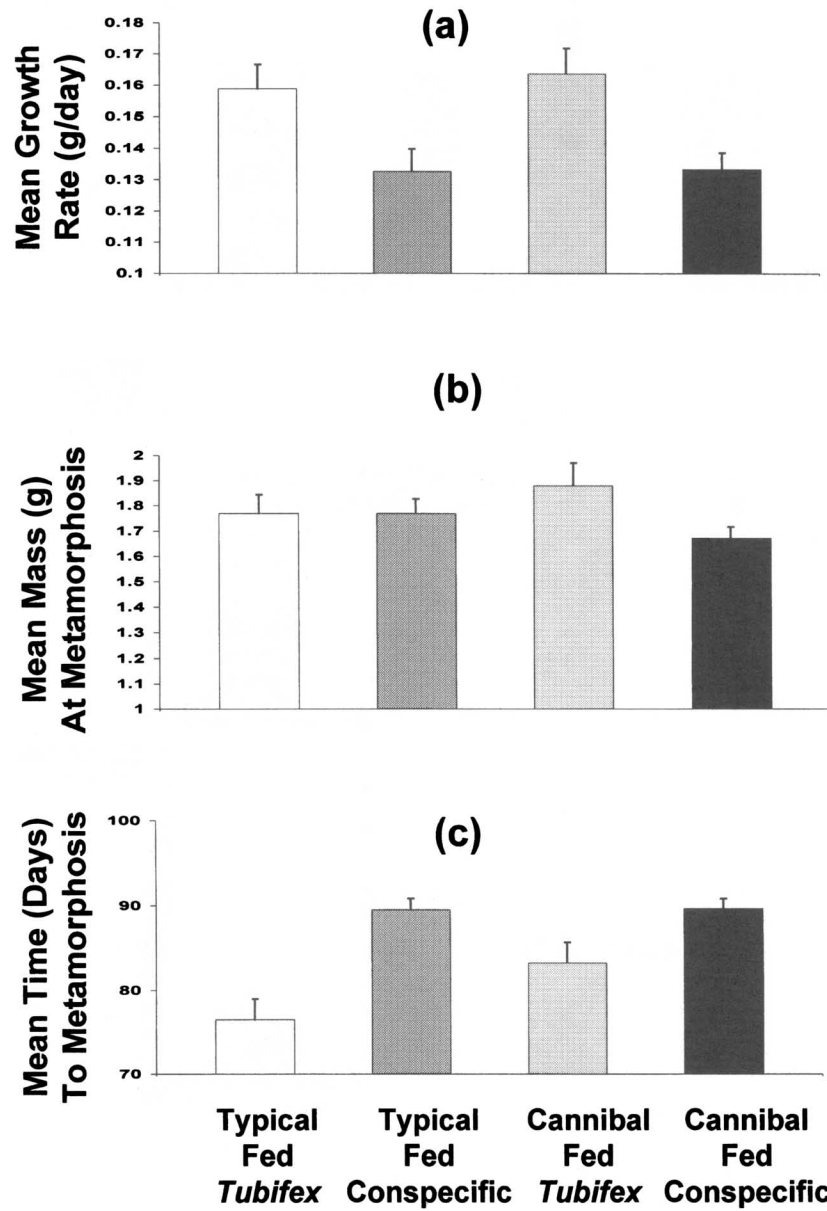 (a)
Mean Growth
Rate (g/day)
0.18
0.17
0.16
0.15
0.14
0.13
0.12
0.11
0.1
(b)
Mean Mass (g)
At Metamorphosis
2
1.9
1.8
1.7
1.6
1.5
1.4
1.3
1.2
1.1
1
(c)
Mean Time (Days)
To Metamorphosis
100
90
80
70
Typical Typical Cannibal Cannibal
Fed Fed Fed Fed
Tubifex Conspecific Tubifex Conspecific